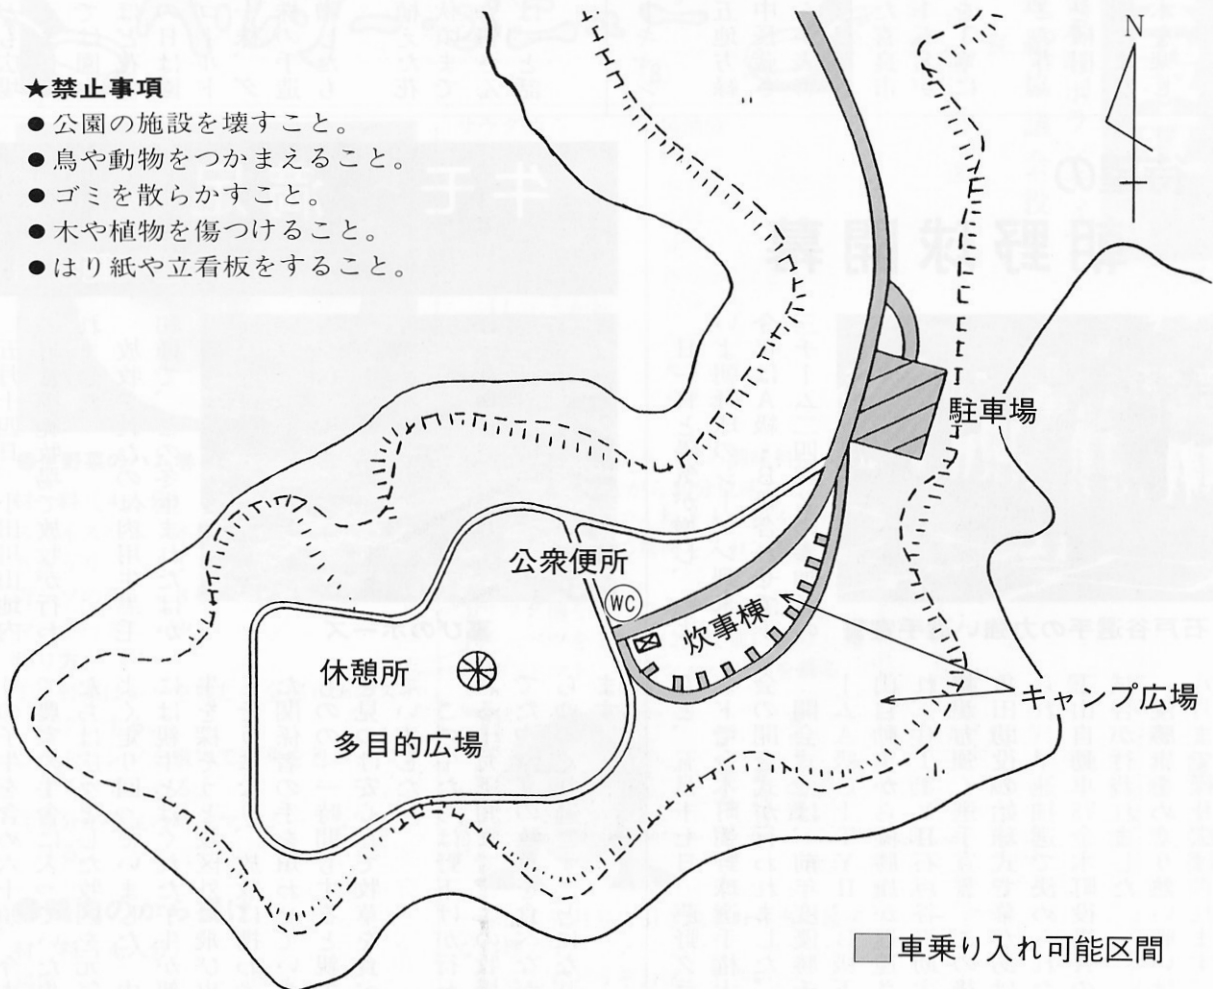 ★禁止事項
●公園の施設を壊すこと。
●鳥や動物をつかまえること。
●ゴミを散らかすこと。
●木や植物を傷つけること。
●はり紙や立看板をすること。
N
駐車場
公衆便所
WC
炊事棟
休憩所
キャンプ広場
多目的広場
車乗り入れ可能区間